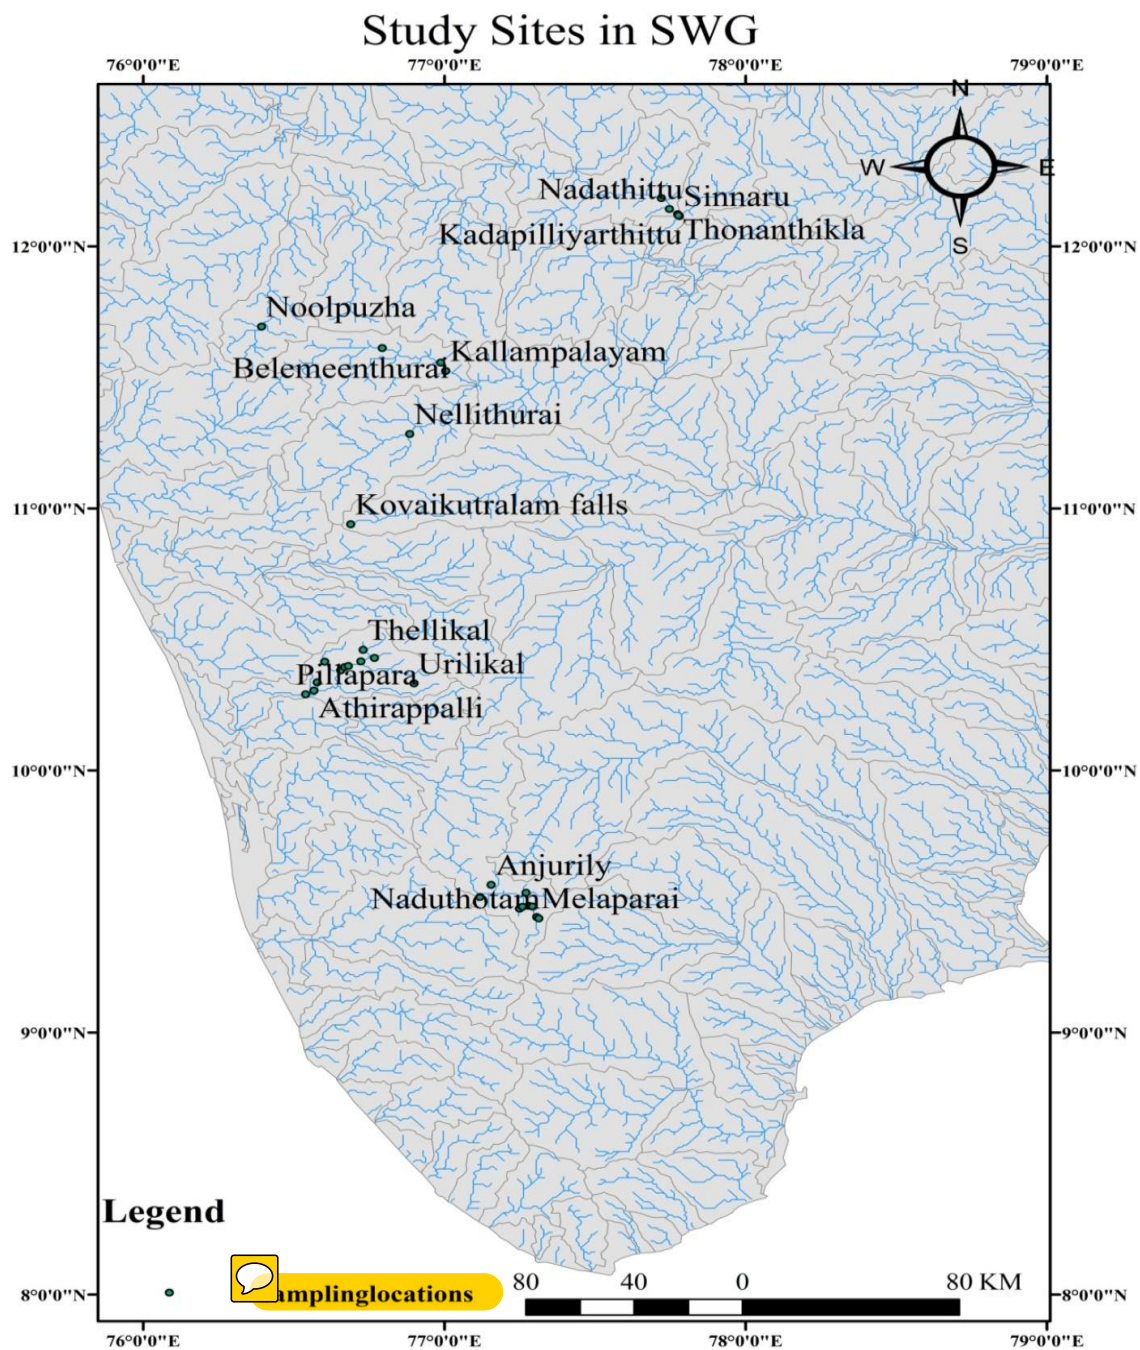 Study Sites in SWG
76°0'0"E 77°0'0"E 78°0'0"E 79°0'0"E
N
W E
S
Nadathittu Sinnaru
Kadapilliyarthittu Thonanthikla
12°0'0"N 12°0'0"N
Noolpuzha
Kallampalayam
Belemeenthurai
Nellithurai
Kovaikutralam falls
11°0'0"N 11°0'0"N
Thellikal
Urilikal
Pillapara
Athirappalli
10°0'0"N 10°0'0"N
Anjurily
Naduthotam Melaparai
9°0'0"N 9°0'0"N
Legend
80 40 0 80 KM
amplinglocations
8°0'0"N 8°0'0"N
76°0'0"E 77°0'0"E 78°0'0"E 79°0'0"E